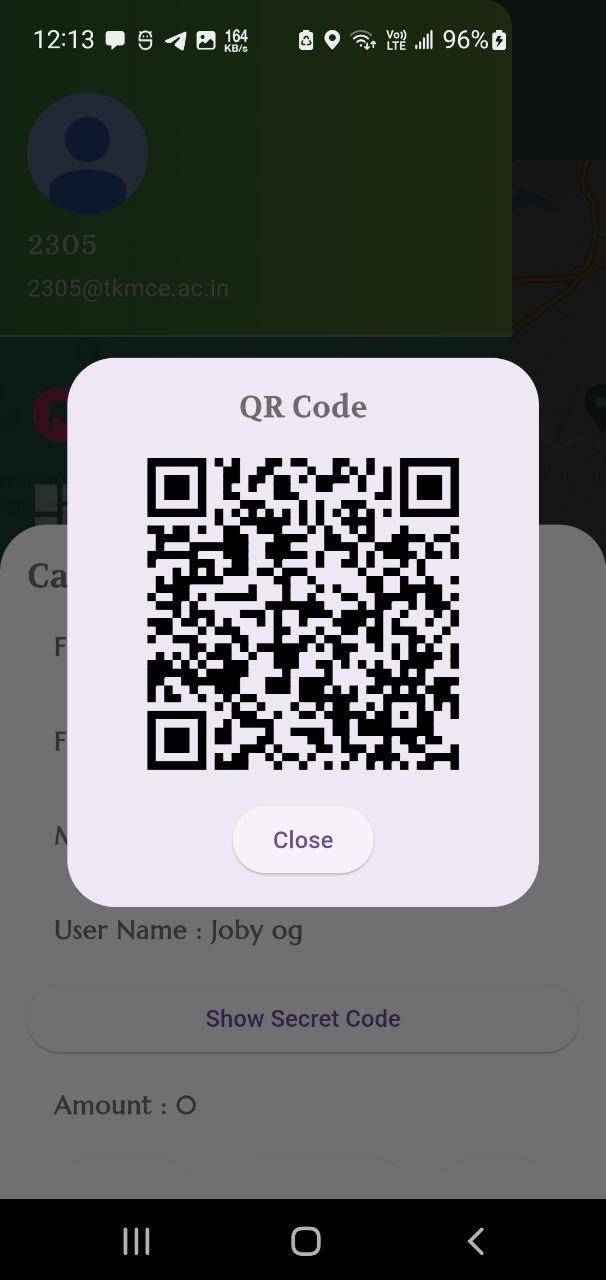 12:13 164 KB/s Vo)) LTE 96%
2305
2305@tkmce.ac.in
QR Code
Ca
F
F
Close
User Name : Joby og
Show Secret Code
Amount : 0